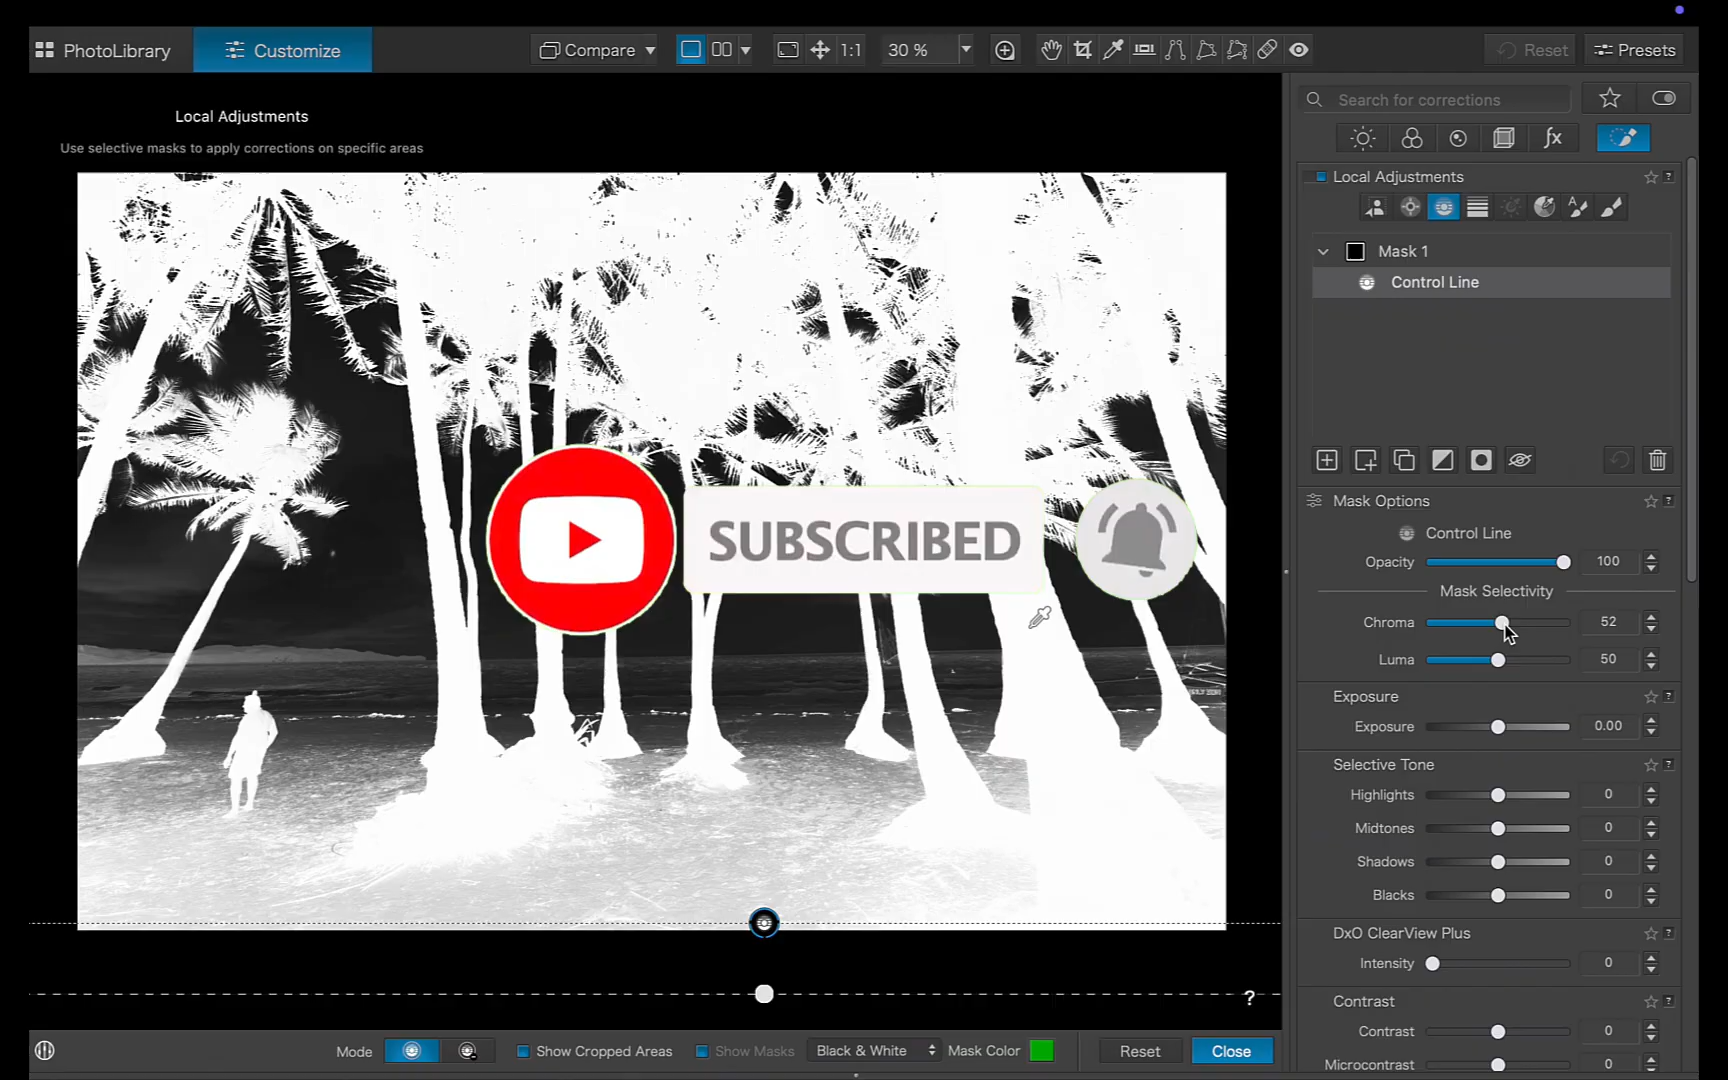 PhotoLibrary
Customize
Compare
1:1
30 %
Reset
Presets
Local Adjustments
Use selective masks to apply corrections on specific areas
Search for corrections
fx
Local Adjustments
?
A
Mask 1
Control Line
Mask Options
?
Control Line
Opacity
100
Mask Selectivity
Chroma
52
Luma
50
Exposure
?
Exposure
0.00
Selective Tone
?
Highlights
0
Midtones
0
Shadows
0
Blacks
0
DxO ClearView Plus
?
Intensity
0
Contrast
?
Contrast
0
Microcontrast
0
SUBSCRIBED
?
Mode
Show Cropped Areas
Show Masks
Black & White
Mask Color
Reset
Close